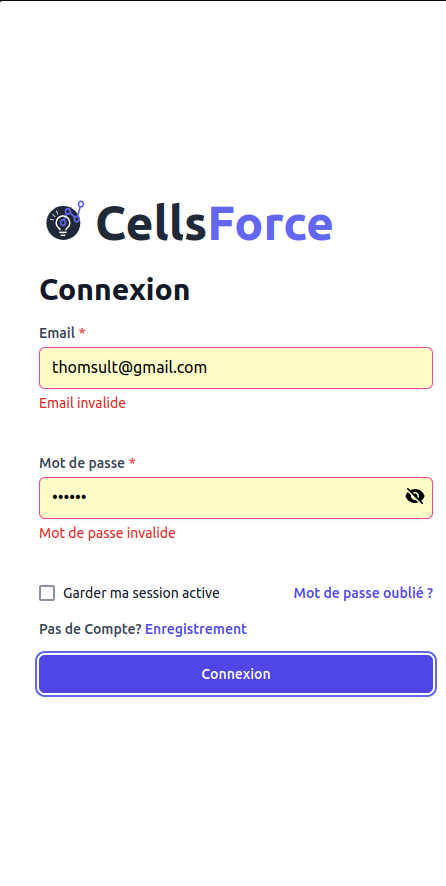 CellsForce
Connexion
Email *
thomsult@gmail.com
Email invalide
Mot de passe *
••••••
Mot de passe invalide
Garder ma session active Mot de passe oublié ?
Pas de Compte? Enregistrement
Connexion